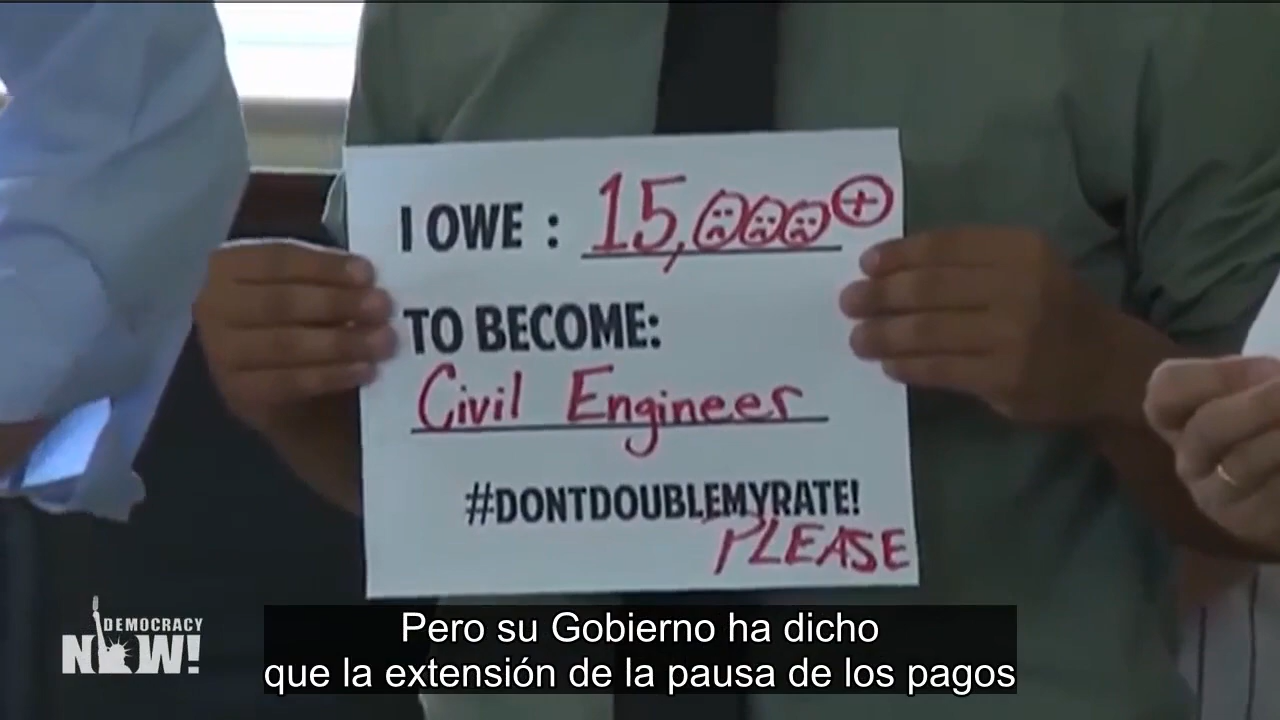 I OWE : 15,000+
TO BECOME:
Civil Engineer
#DONTDOUBLEMYRATE!
PLEASE
DEMOCRACY
NOW!
Pero su Gobierno ha dicho
que la extensión de la pausa de los pagos